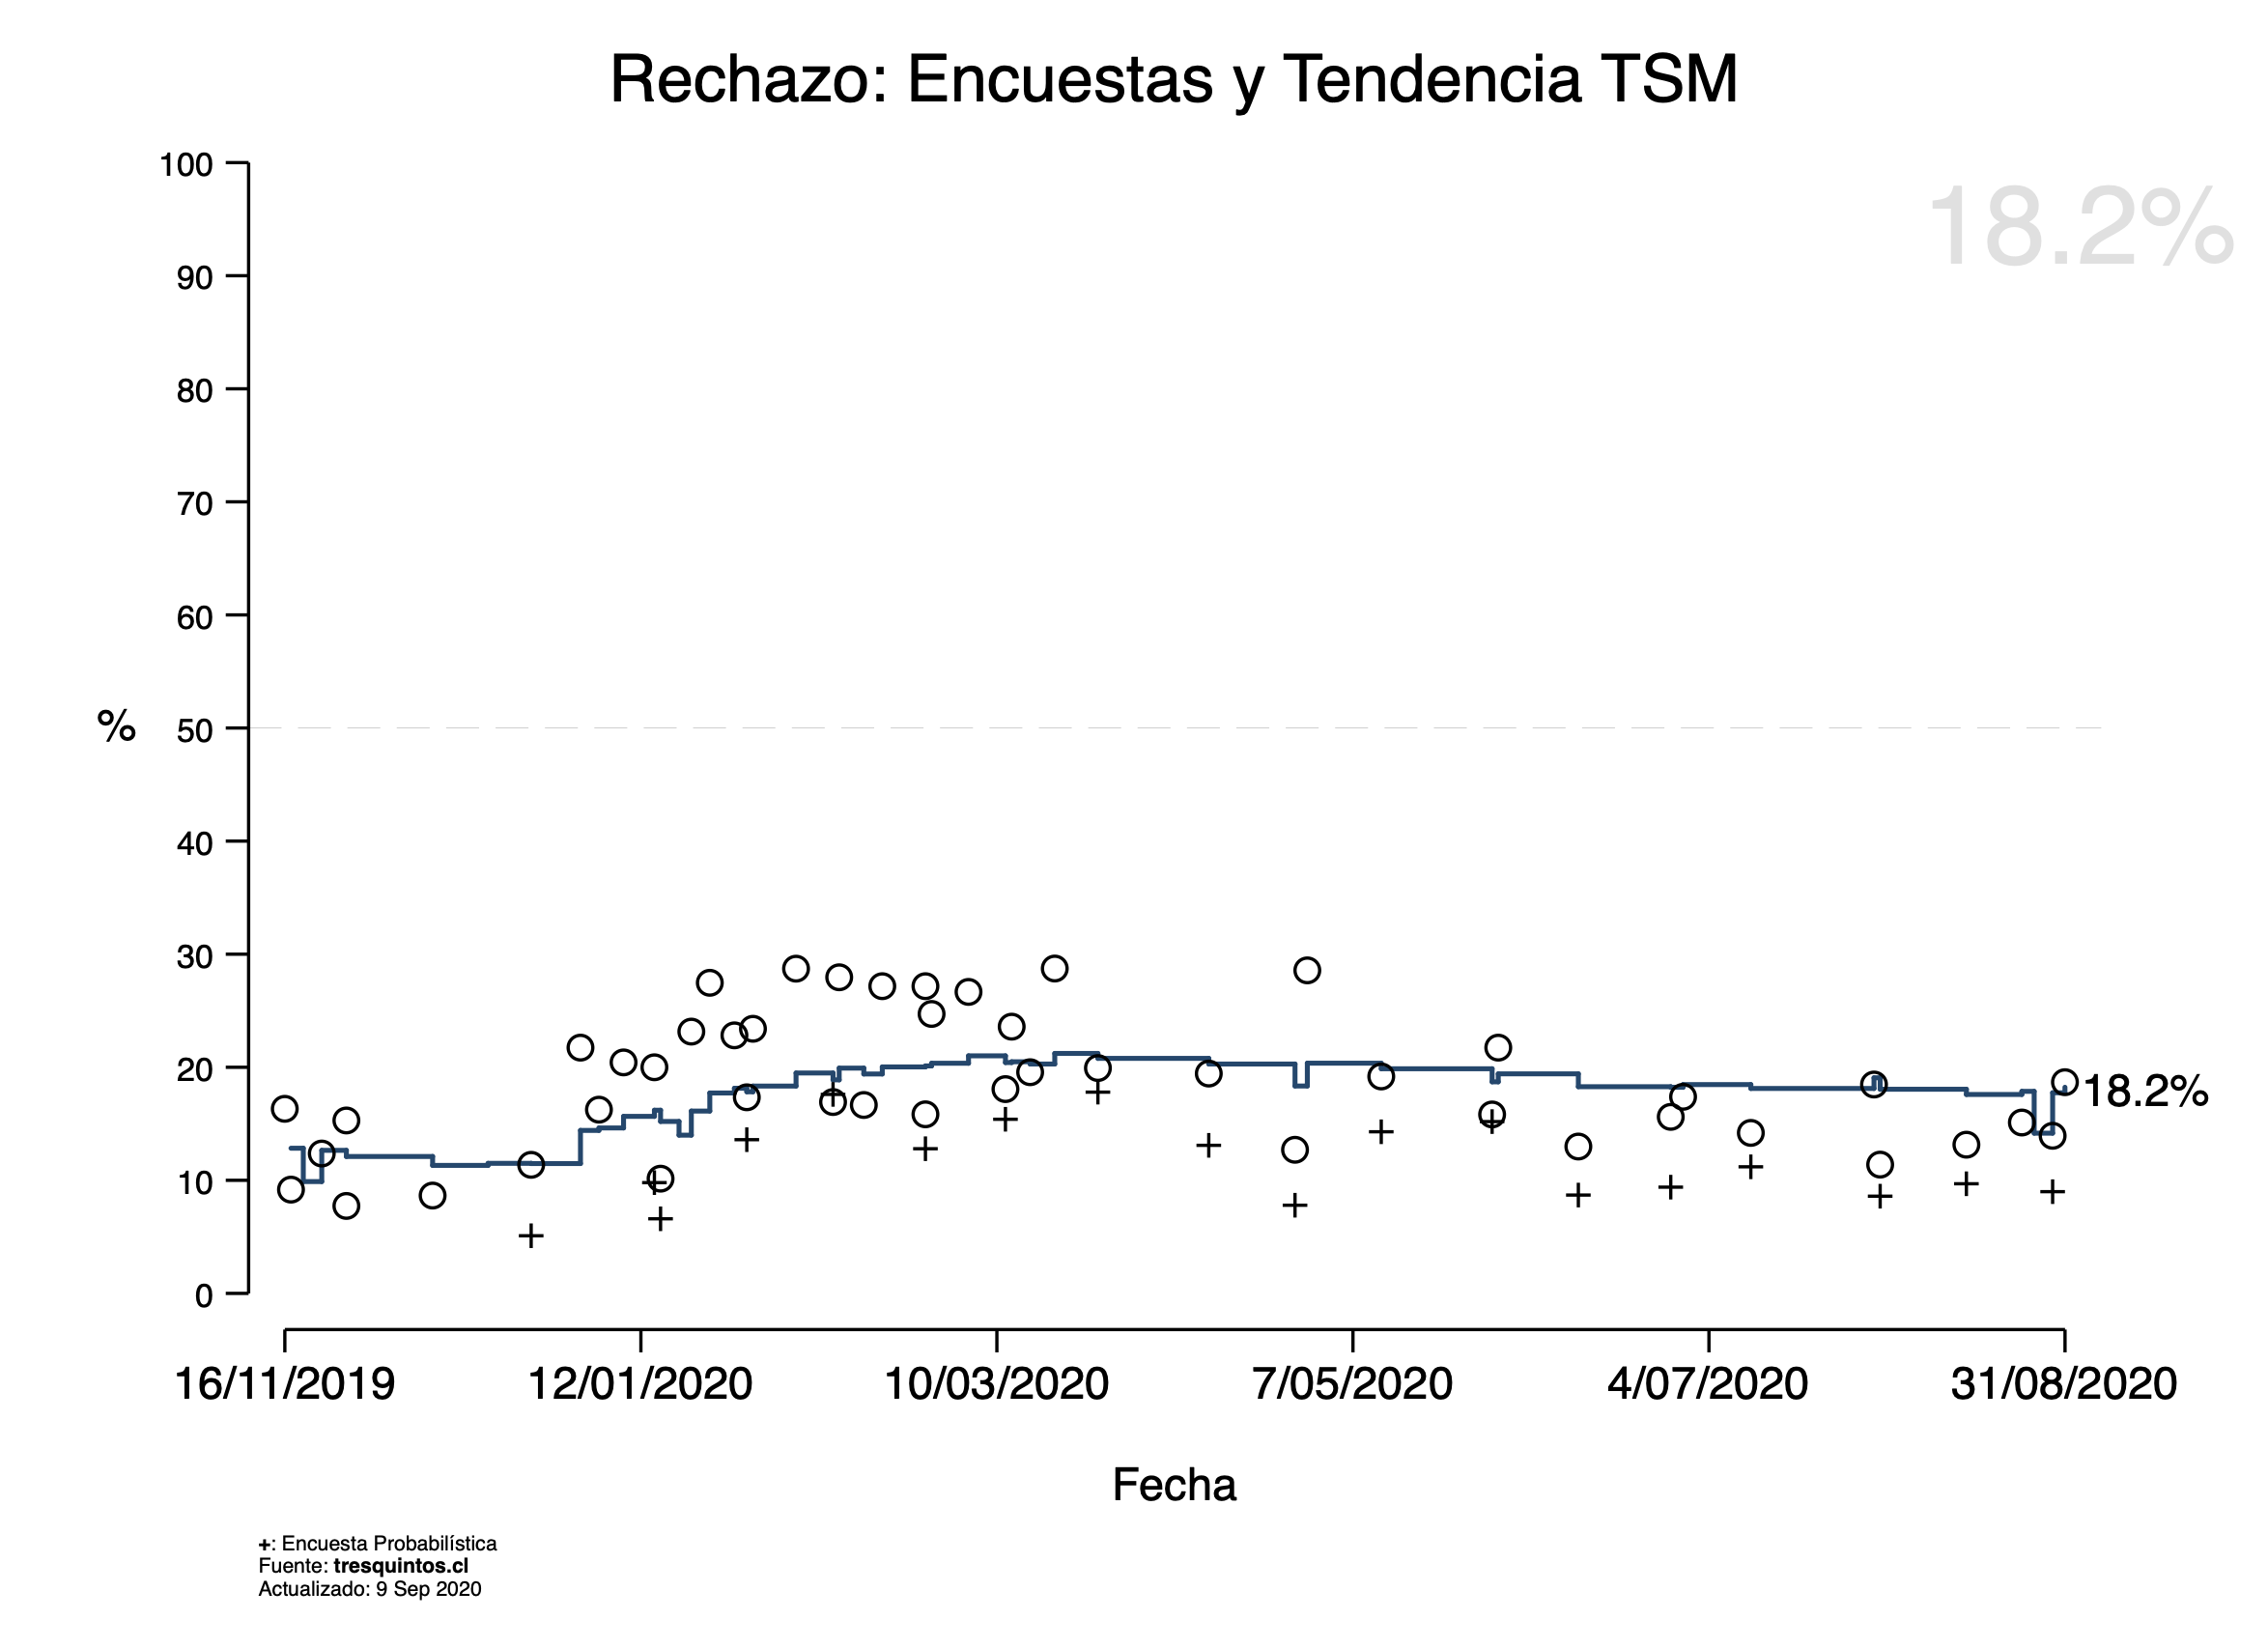 Rechazo: Encuestas y Tendencia TSM
18.2%
100
90
80
70
60
% 50
40
30
20
10
0
18.2%
16/11/2019 12/01/2020 10/03/2020 7/05/2020 4/07/2020 31/08/2020
Fecha
+: Encuesta Probabilística
Fuente: tresquintos.cl
Actualizado: 9 Sep 2020